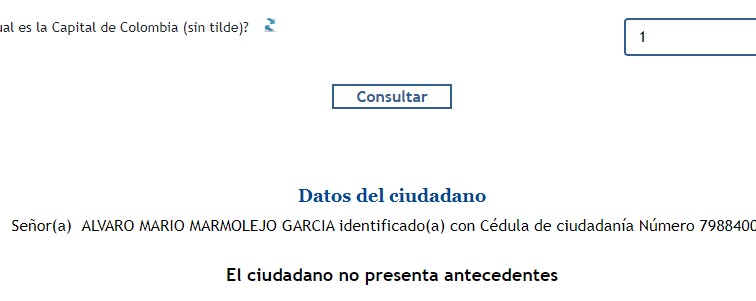 ual es la Capital de Colombia (sin tilde)?
1
Consultar
Datos del ciudadano
Señor(a) ALVARO MARIO MARMOLEJO GARCIA identificado(a) con Cédula de ciudadanía Número 7988400
El ciudadano no presenta antecedentes